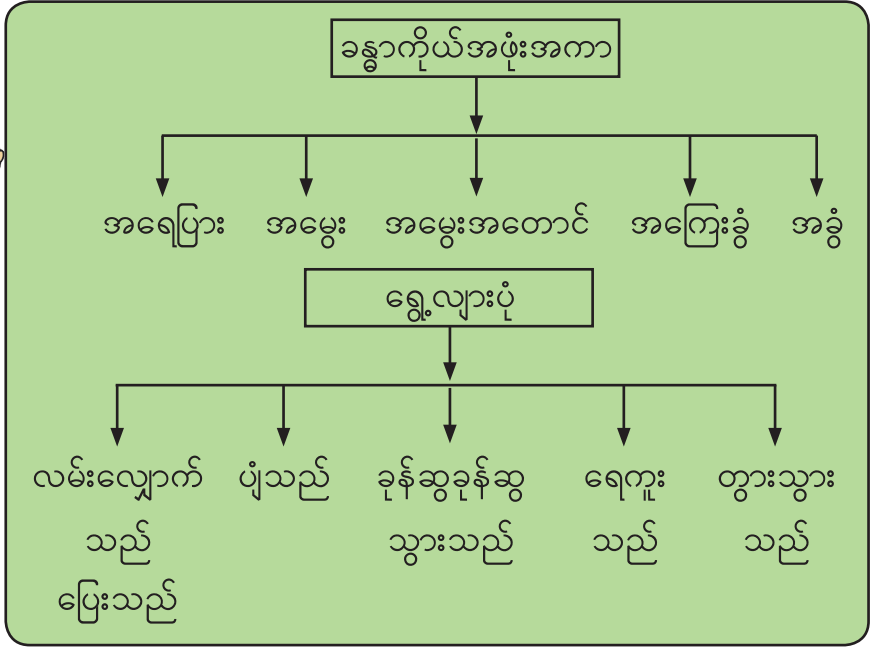 ခန္ဓာကိုယ်အဖုံးအကာ
အရေပြား အမွေး အမွေးအတောင် အကြေးခွံ အခွံ
ရွေ့လျားပုံ
လမ်းလျှောက် ပျံသည် ခုန်ဆွခုန်ဆွ ရေကူး တွားသွား
သည် သွားသည် သည် သည်
ပြေးသည်